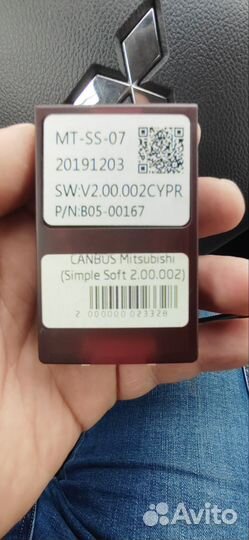 MT-SS-07
20191203
SW:V2.00.002CYPR
P/N:B05-00167
CANBUS Mitsubishi
(Simple Soft 2.00.002)
2 000000 023328
Avito